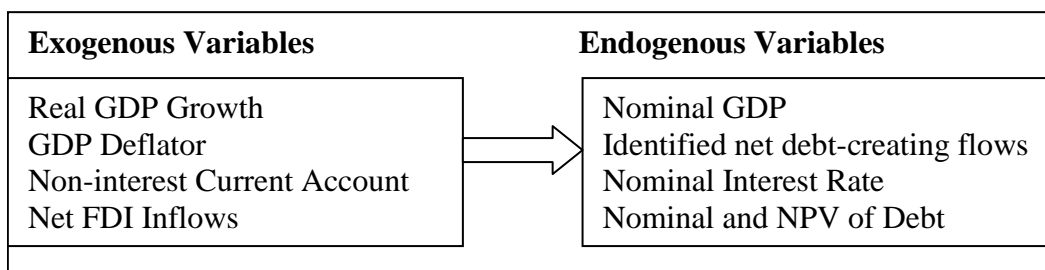 Exogenous Variables
Real GDP Growth
GDP Deflator
Non-interest Current Account
Net FDI Inflows
Endogenous Variables
Nominal GDP
Identified net debt-creating flows
Nominal Interest Rate
Nominal and NPV of Debt